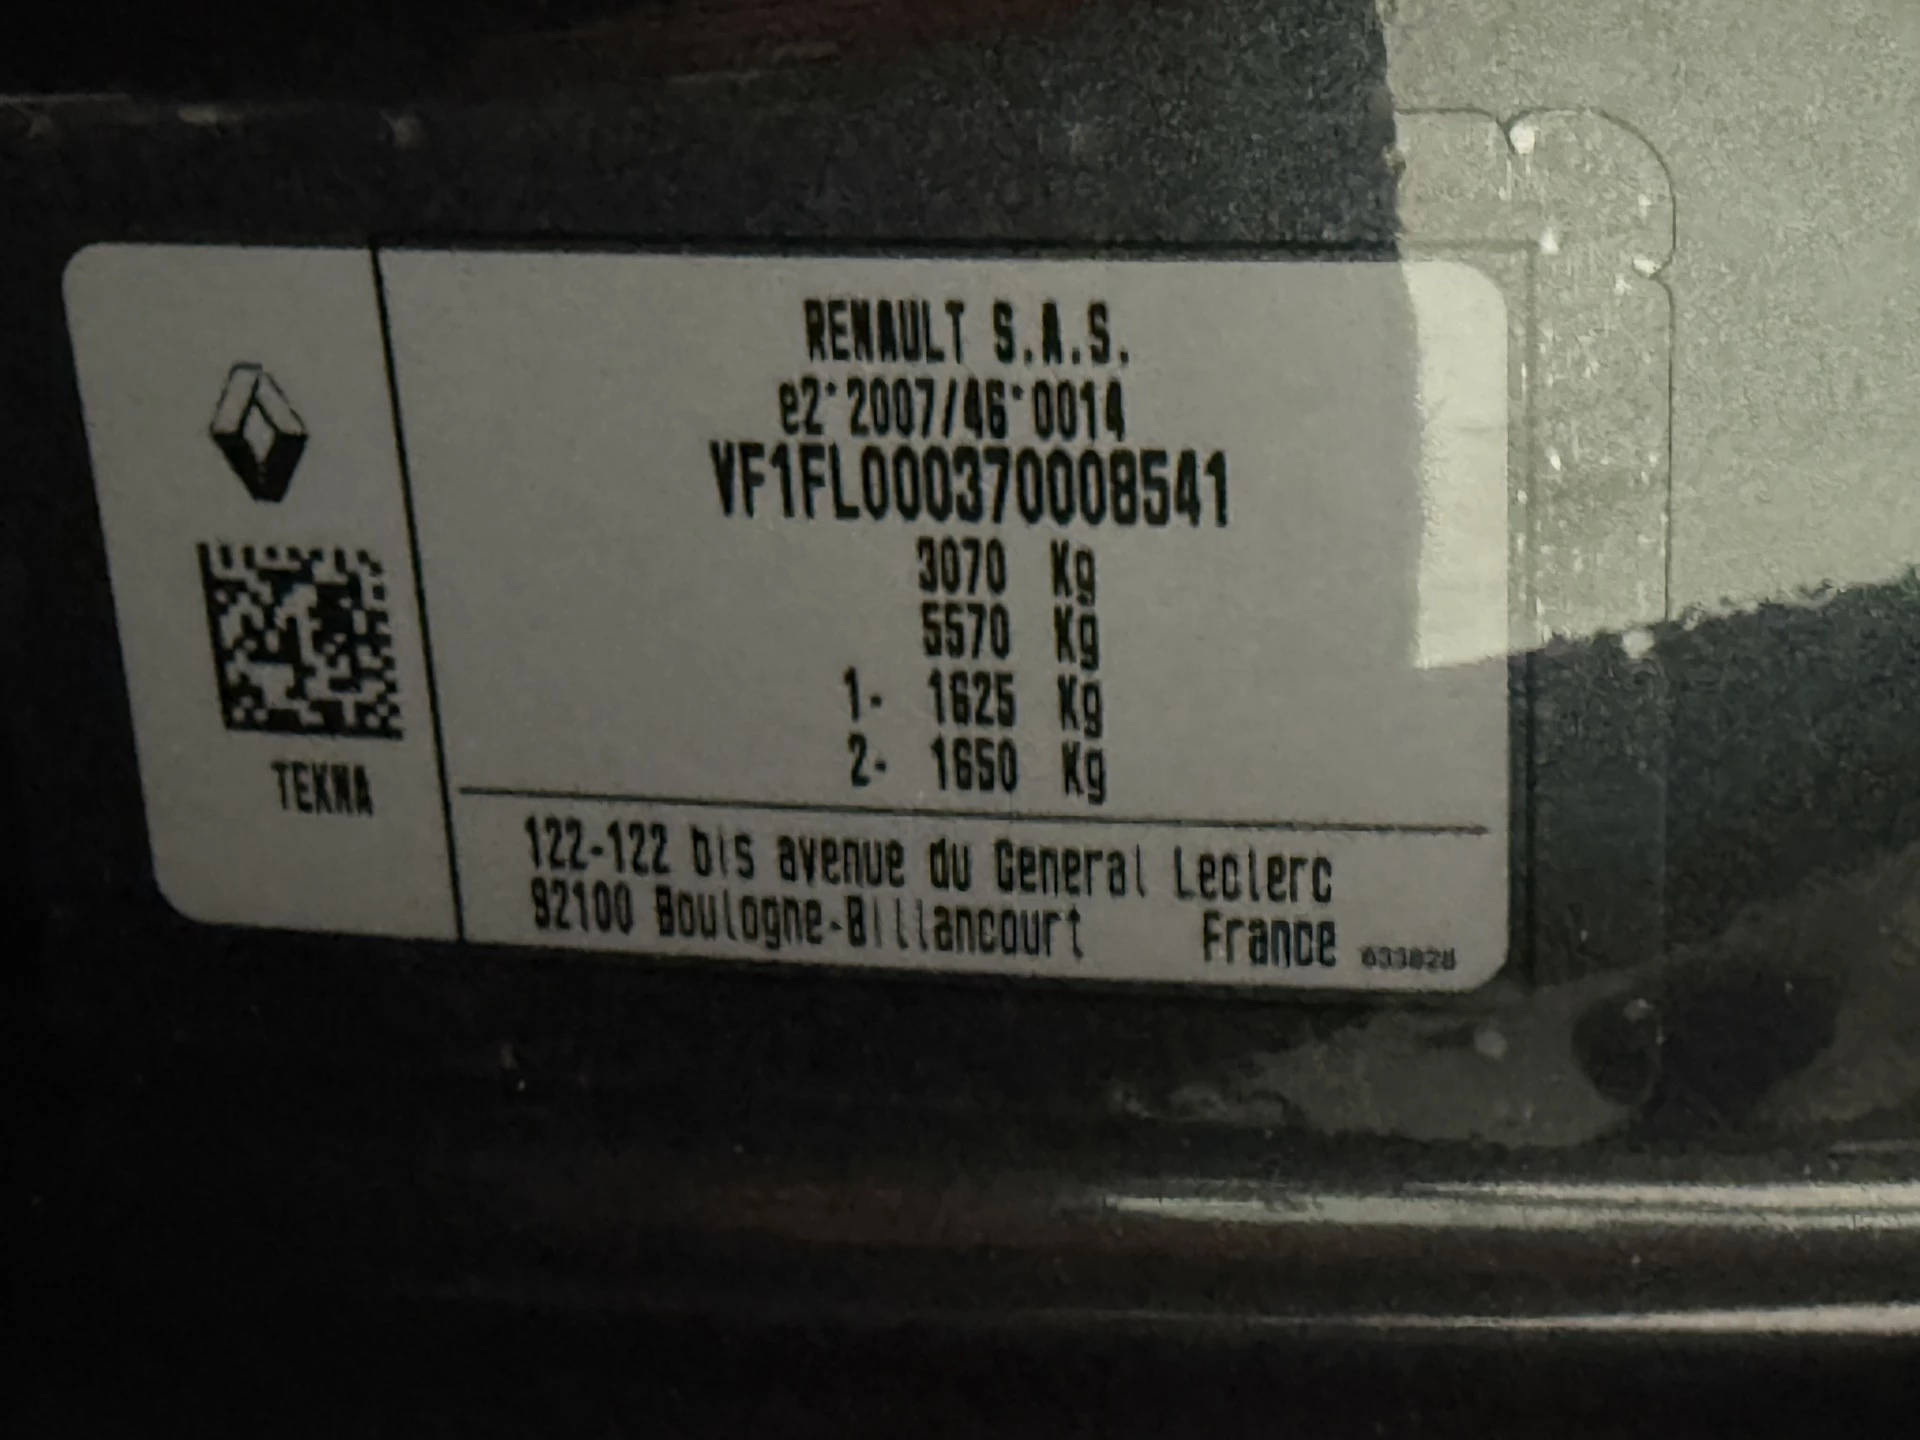 RENAULT S.A.S.
e2*2007/46*0014
VF1FL000370008541
3070 Kg
5570 Kg
1- 1625 Kg
2- 1650 Kg
TEKNA
122-122 bis avenue du General Leclerc
92100 Boulogne-Billancourt France